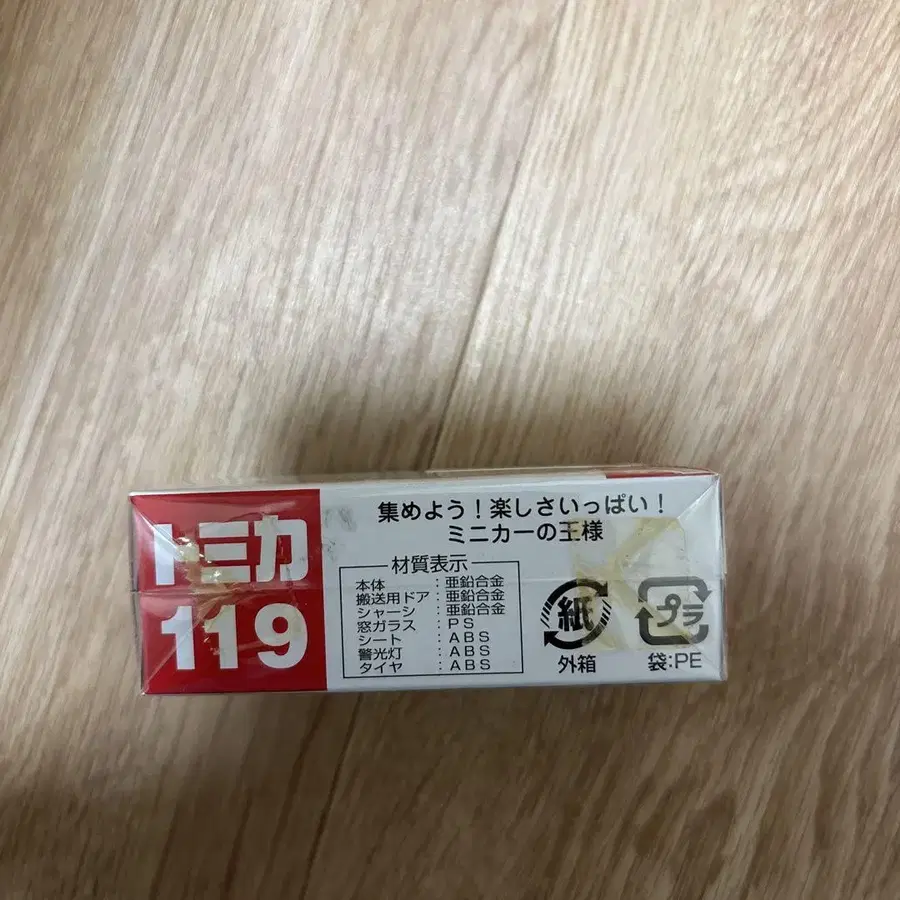 トミカ
119
集めよう！楽しさいっぱい！
ミニカーの王様
材質表示
本体：亜鉛合金
搬送用ドア：亜鉛合金
シャーシ：亜鉛合金
窓ガラス：PS
シート：ABS
警光灯：ABS
タイヤ：ABS
紙
外箱
プラ
袋：PE